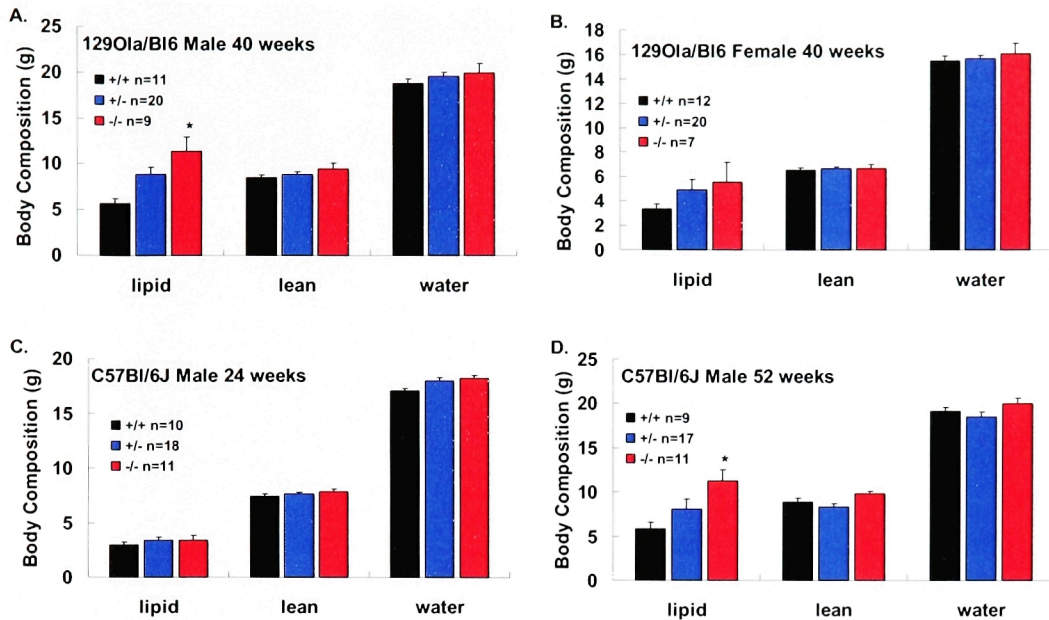 A.
25
20
15
10
5
0
Body Composition (g)
129Ola/Bl6 Male 40 weeks
+/+ n=11
+/- n=20
-/- n=9
*
lipid lean water
B.
18
16
14
12
10
8
6
4
2
0
Body Composition (g)
129Ola/Bl6 Female 40 weeks
+/+ n=12
+/- n=20
-/- n=7
lipid lean water
C.
20
15
10
5
0
Body Composition (g)
C57Bl/6J Male 24 weeks
+/+ n=10
+/- n=18
-/- n=11
lipid lean water
D.
25
20
15
10
5
0
Body Composition (g)
C57Bl/6J Male 52 weeks
+/+ n=9
+/- n=17
-/- n=11
*
lipid lean water